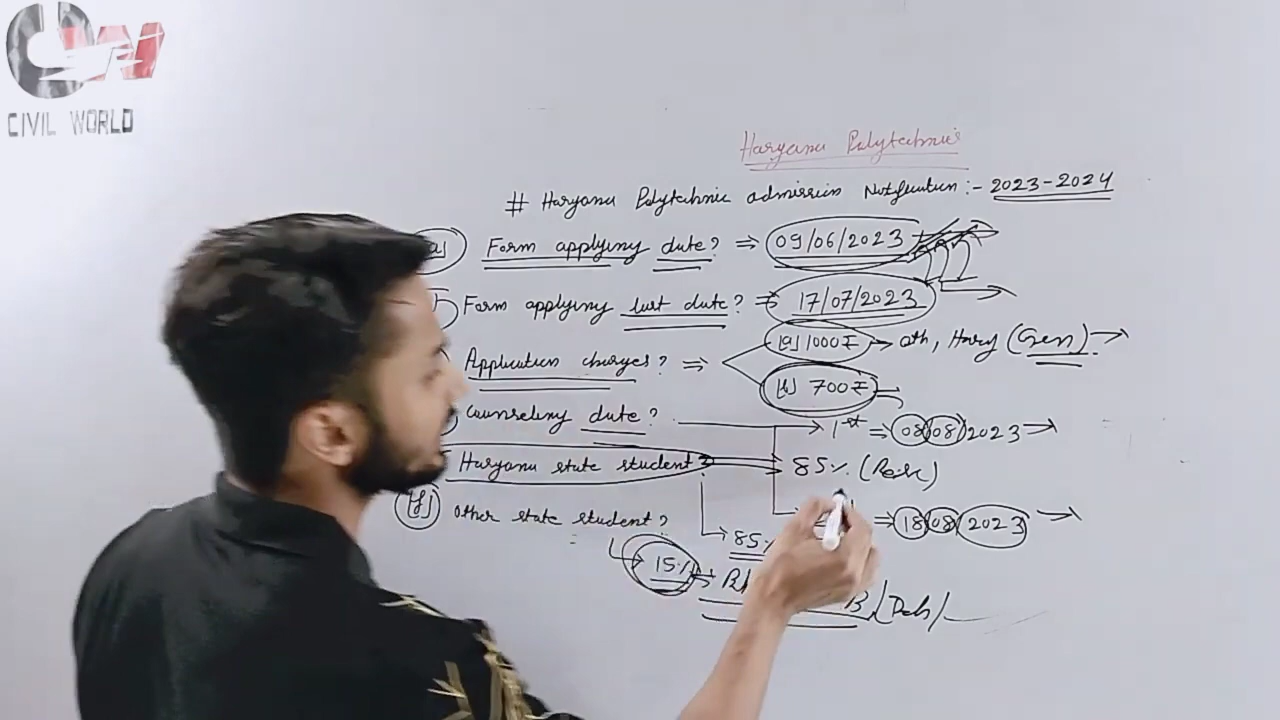 CW
CIVIL WORLD
Haryana Polytechnic
# Haryana Polytechnic admission Notification :- 2023-2024
[a] Form applying date? ⇒ 09/06/2023
Form applying last date? ⇒ 17/07/2023
Application charges? ⇒ [a] 1000₹ → oth, Hary (Gen) →
[b] 700₹
Counseling date? → 1st ⇒ 08/08/2023 →
Haryana state student? 85%
⇒ 18/08/2023 →
[f] Other state student? → 85%
15% →